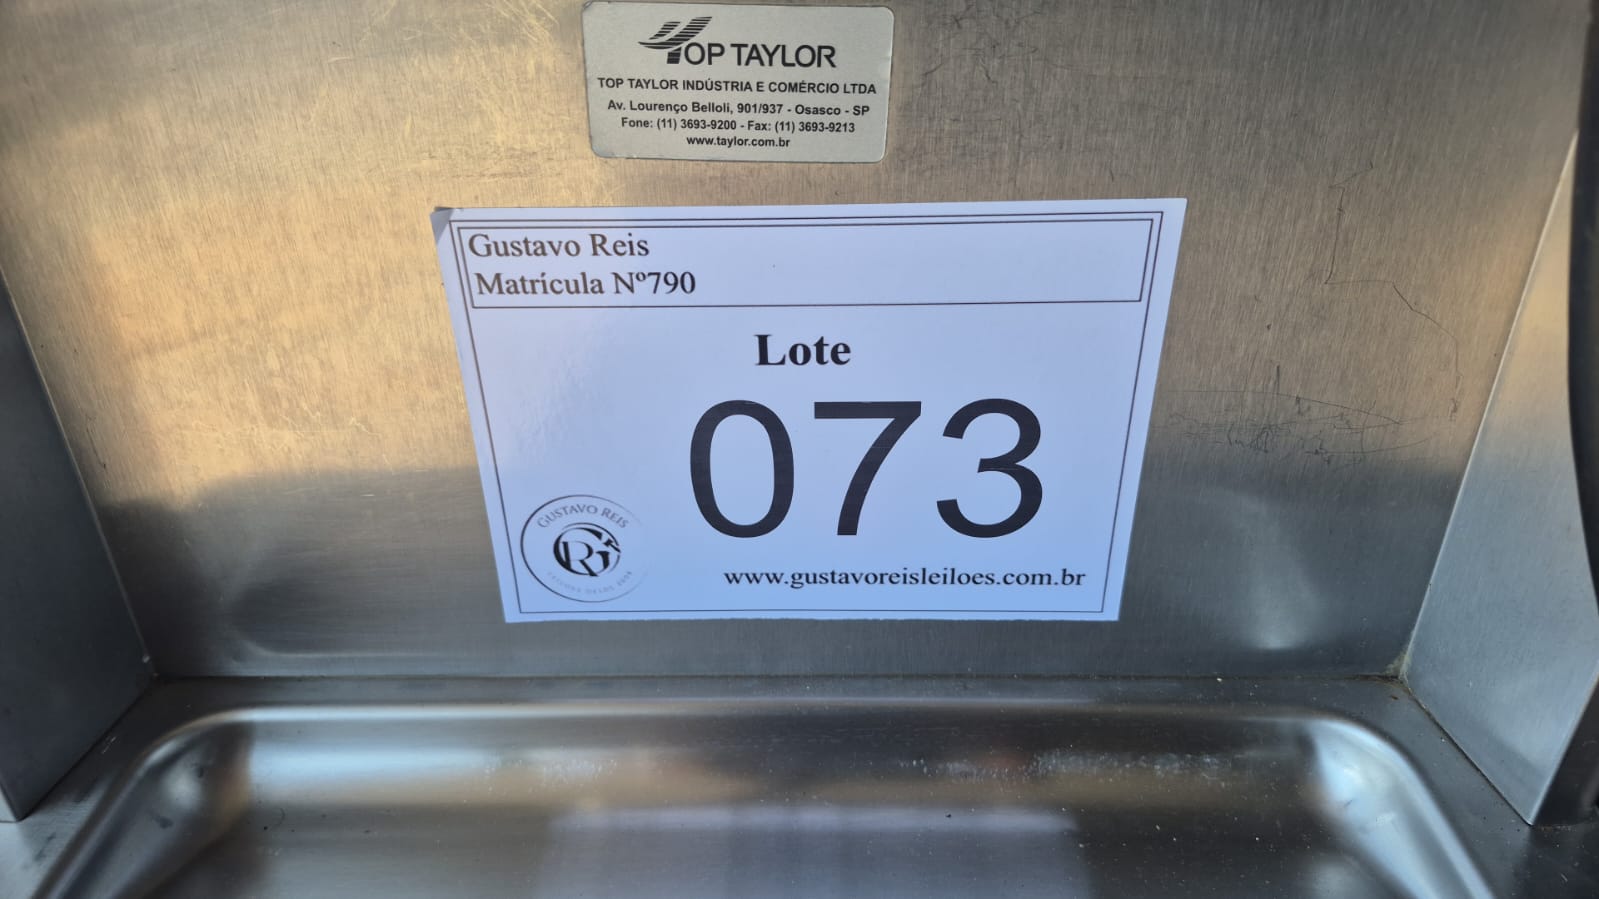 TOP TAYLOR
TOP TAYLOR INDÚSTRIA E COMÉRCIO LTDA
Av. Lourenço Belloli, 901/937 - Osasco - SP
Fone: (11) 3693-9200 - Fax: (11) 3693-9213
www.taylor.com.br
Gustavo Reis
Matrícula Nº790
Lote
073
GUSTAVO REIS
GR
www.gustavoreisleiloes.com.br